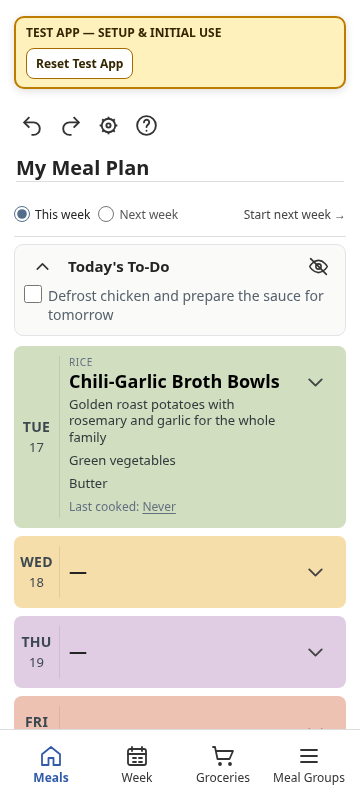 TEST APP — SETUP & INITIAL USE
Reset Test App
My Meal Plan
This week
Next week
Start next week →
Today's To-Do
Defrost chicken and prepare the sauce for
tomorrow
RICE
Chili-Garlic Broth Bowls
Golden roast potatoes with
rosemary and garlic for the whole
family
Green vegetables
Butter
Last cooked: Never
TUE
17
WED
18
—
THU
19
—
FRI
Meals
Week
Groceries
Meal Groups